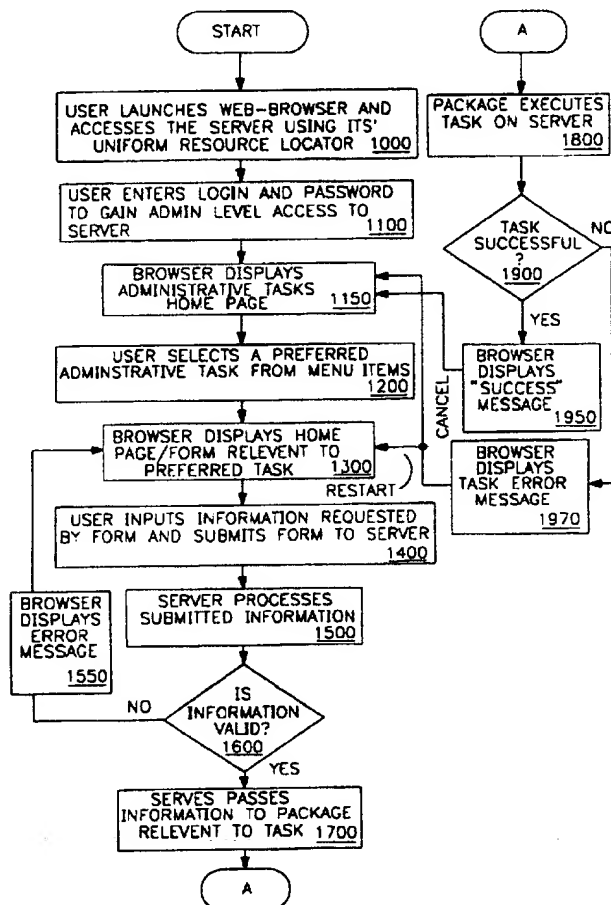 START
USER LAUNCHES WEB-BROWSER AND
ACCESSES THE SERVER USING ITS'
UNIFORM RESOURCE LOCATOR 1000
USER ENTERS LOGIN AND PASSWORD
TO GAIN ADMIN LEVEL ACCESS TO
SERVER 1100
BROWSER DISPLAYS
ADMINISTRATIVE TASKS
HOME PAGE 1150
USER SELECTS A PREFERRED
ADMINSTRATIVE TASK FROM MENU ITEMS
1200
BROWSER DISPLAYS HOME
PAGE/FORM RELEVENT TO
PREFERRED TASK 1300
USER INPUTS INFORMATION REQUESTED
BY FORM AND SUBMITS FORM TO SERVER
1400
SERVER PROCESSES
SUBMITTED INFORMATION
1500
BROWSER
DISPLAYS
ERROR
MESSAGE
1550
IS
INFORMATION
VALID?
1600
NO
YES
SERVES PASSES
INFORMATION TO PACKAGE
RELEVENT TO TASK 1700
A
A
PACKAGE EXECUTES
TASK ON SERVER
1800
TASK
SUCCESSFUL
?
1900
NO
YES
BROWSER
DISPLAYS
"SUCCESS"
MESSAGE 1950
CANCEL
RESTART
BROWSER
DISPLAYS
TASK ERROR
MESSAGE
1970